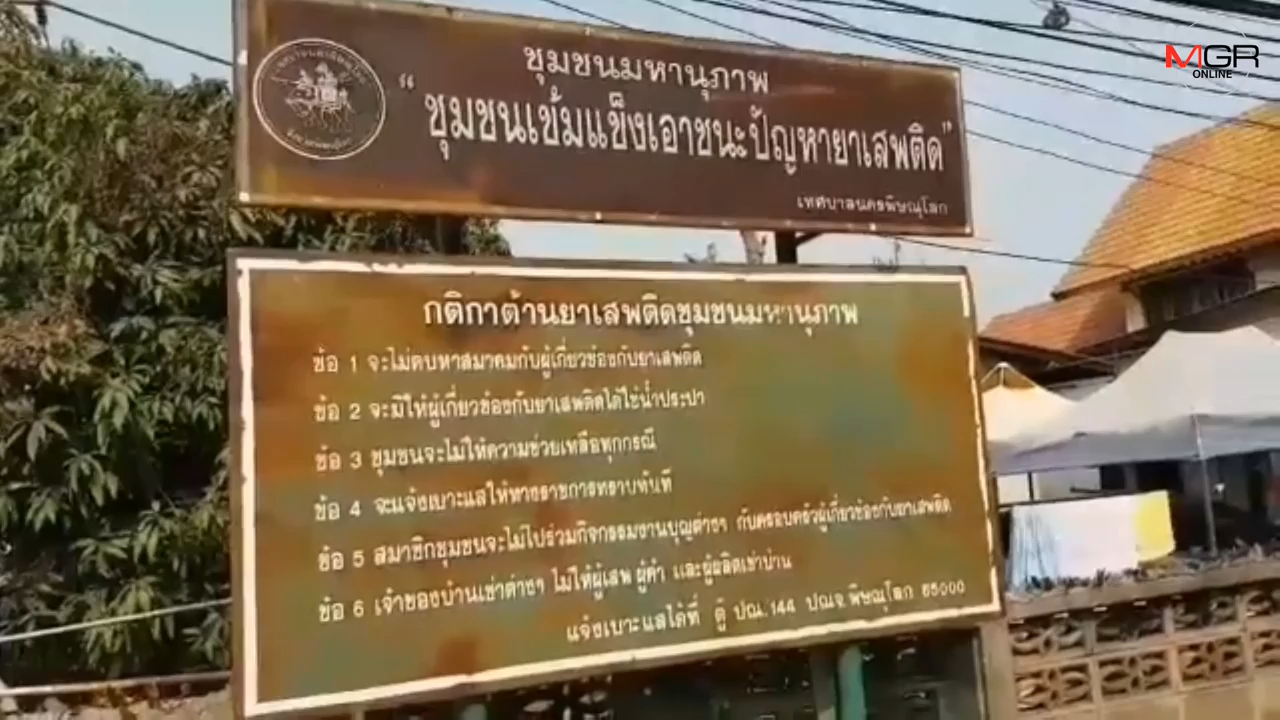 MGR
ONLINE
ชุมชนมหานุภาพ
“ ชุมชนเข้มแข็งเอาชนะปัญหายาเสพติด”
เทศบาลนครพิษณุโลก
กติกาด้านยาเสพติดชุมชนมหานุภาพ
ข้อ 1 จะไม่คบหาสมาคมกับผู้เกี่ยวข้องกับยาเสพติด
ข้อ 2 จะมิให้ผู้เกี่ยวข้องกับยาเสพติดได้ใช้น้ำประปา
ข้อ 3 ชุมชนจะไม่ให้ความช่วยเหลือทุกกรณี
ข้อ 4 จะแจ้งเบาะแสให้ทางราชการทราบทันที
ข้อ 5 สมาชิกชุมชนจะไม่ไปร่วมกิจกรรมงานบุญต่างๆ กับครอบครัวผู้เกี่ยวข้องกับยาเสพติด
ข้อ 6 เจ้าของบ้านเช่าต่างๆ ไม่ให้ผู้เสพ ผู้ค้า และผู้ผลิตเช่าบ้าน
แจ้งเบาะแสได้ที่ ตู้ ปณ.144 ปณจ.พิษณุโลก 65000